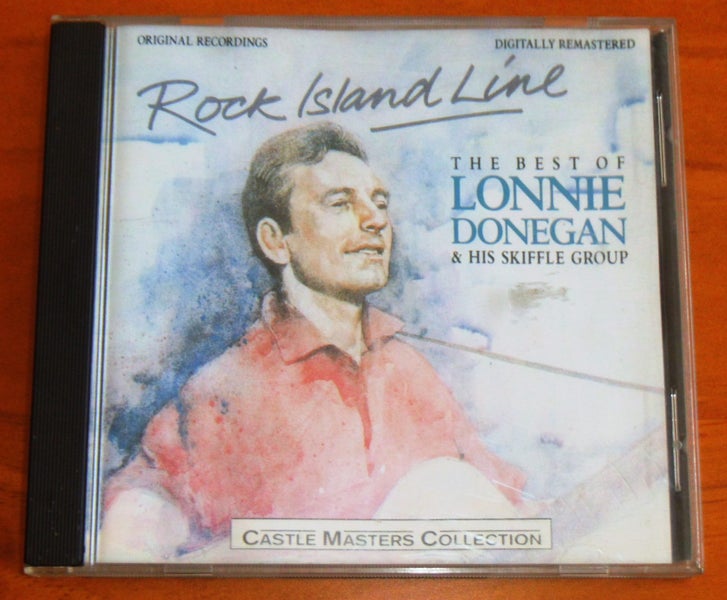 ORIGINAL RECORDINGS
DIGITALLY REMASTERED
Rock Island Line
THE BEST OF
LONNIE
DONEGAN
& HIS SKIFFLE GROUP
CASTLE MASTERS COLLECTION